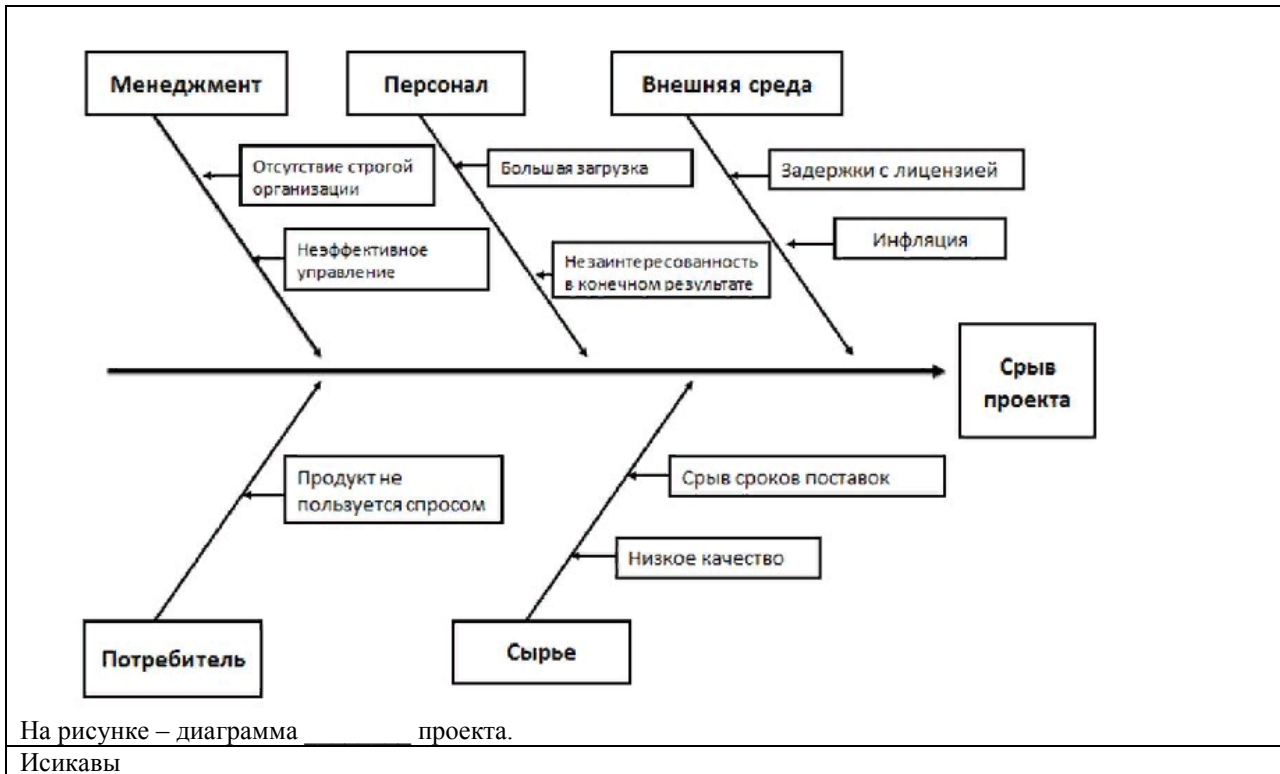 Менеджмент
Персонал
Внешняя среда
Отсутствие строгой
организации
Большая загрузка
Задержки с лицензией
Неэффективное
управление
Незаинтересованность
в конечном результате
Инфляция
Срыв
проекта
Продукт не
пользуется спросом
Срыв сроков поставок
Низкое качество
Потребитель
Сырье
На рисунке – диаграмма ________ проекта.
Исикавы